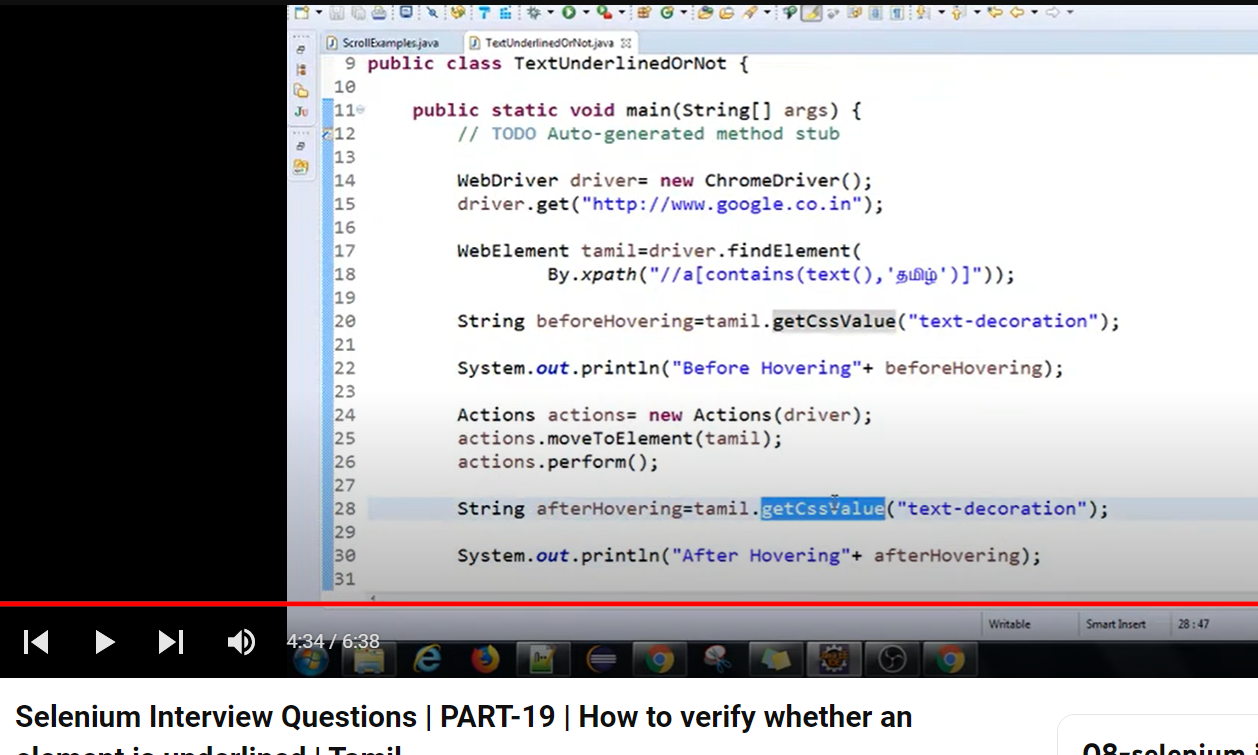 ScrollExamples.java TextUnderlinedOrNot.java
9 public class TextUnderlinedOrNot {
10
11 public static void main(String[] args) {
12 // TODO Auto-generated method stub
13
14 WebDriver driver= new ChromeDriver();
15 driver.get("http://www.google.co.in");
16
17 WebElement tamil=driver.findElement(
18 By.xpath("//a[contains(text(),'தமிழ்')]"));
19
20 String beforeHovering=tamil.getCssValue("text-decoration");
21
22 System.out.println("Before Hovering"+ beforeHovering);
23
24 Actions actions= new Actions(driver);
25 actions.moveToElement(tamil);
26 actions.perform();
27
28 String afterHovering=tamil.getCssValue("text-decoration");
29
30 System.out.println("After Hovering"+ afterHovering);
31
Writable Smart Insert 28 : 47
4:34 / 6:38
Selenium Interview Questions | PART-19 | How to verify whether an
element is underlined | Tamil
08-selenium